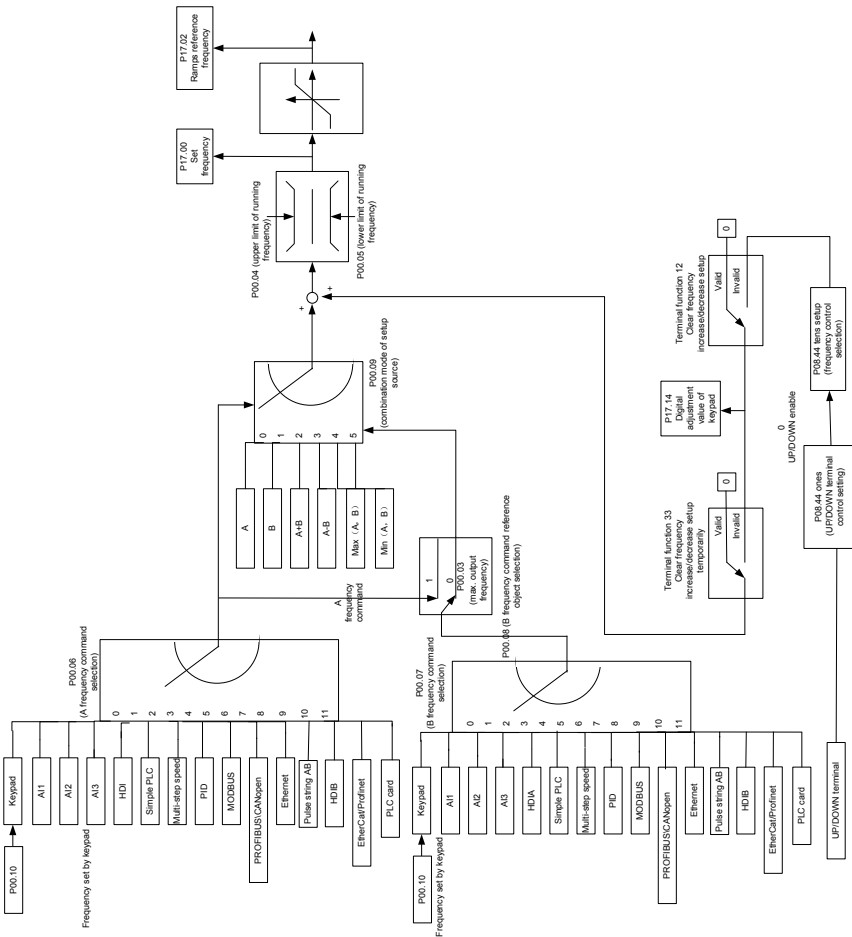 P17.02
Ramps reference
frequency
P17.00
Set
frequency
P00.04 (upper limit of running
frequency)
P00.05 (lower limit of running
frequency)
+
+
P00.09
(combination mode of setup
source)
0
1
2
3
4
5
A
B
A+B
A-B
Max（A，B）
Min（A，B）
A
frequency
command
1
0
P00.03
(max. output
frequency)
P00.08 (B frequency command reference
object selection)
P00.06
(A frequency command
selection)
0
1
2
3
4
5
6
7
8
9
10
11
Keypad
AI1
AI2
AI3
HDI
Simple PLC
Multi-step speed
PID
MODBUS
PROFIBUS\CANopen
Ethernet
Pulse string AB
HDIB
EtherCat/Profinet
PLC card
P00.10
Frequency set by keypad
P00.07
(B frequency command
selection)
0
1
2
3
4
5
6
7
8
9
10
11
Keypad
AI1
AI2
AI3
HDIA
Simple PLC
Multi-step speed
PID
MODBUS
PROFIBUS\CANopen
Ethernet
Pulse string AB
HDIB
EtherCat/Profinet
PLC card
P00.10
Frequency set by keypad
Terminal function 12
Clear frequency
increase/decrease setup
Valid
Invalid
0
P17.14
Digital
adjustment
value of
keypad
Terminal function 33
Clear frequency
increase/decrease setup
temporarily
Valid
Invalid
0
P08.44 tens setup
(frequency control
selection)
0
UP/DOWN enable
P08.44 ones
(UP/DOWN terminal
control setting)
UP/DOWN terminal